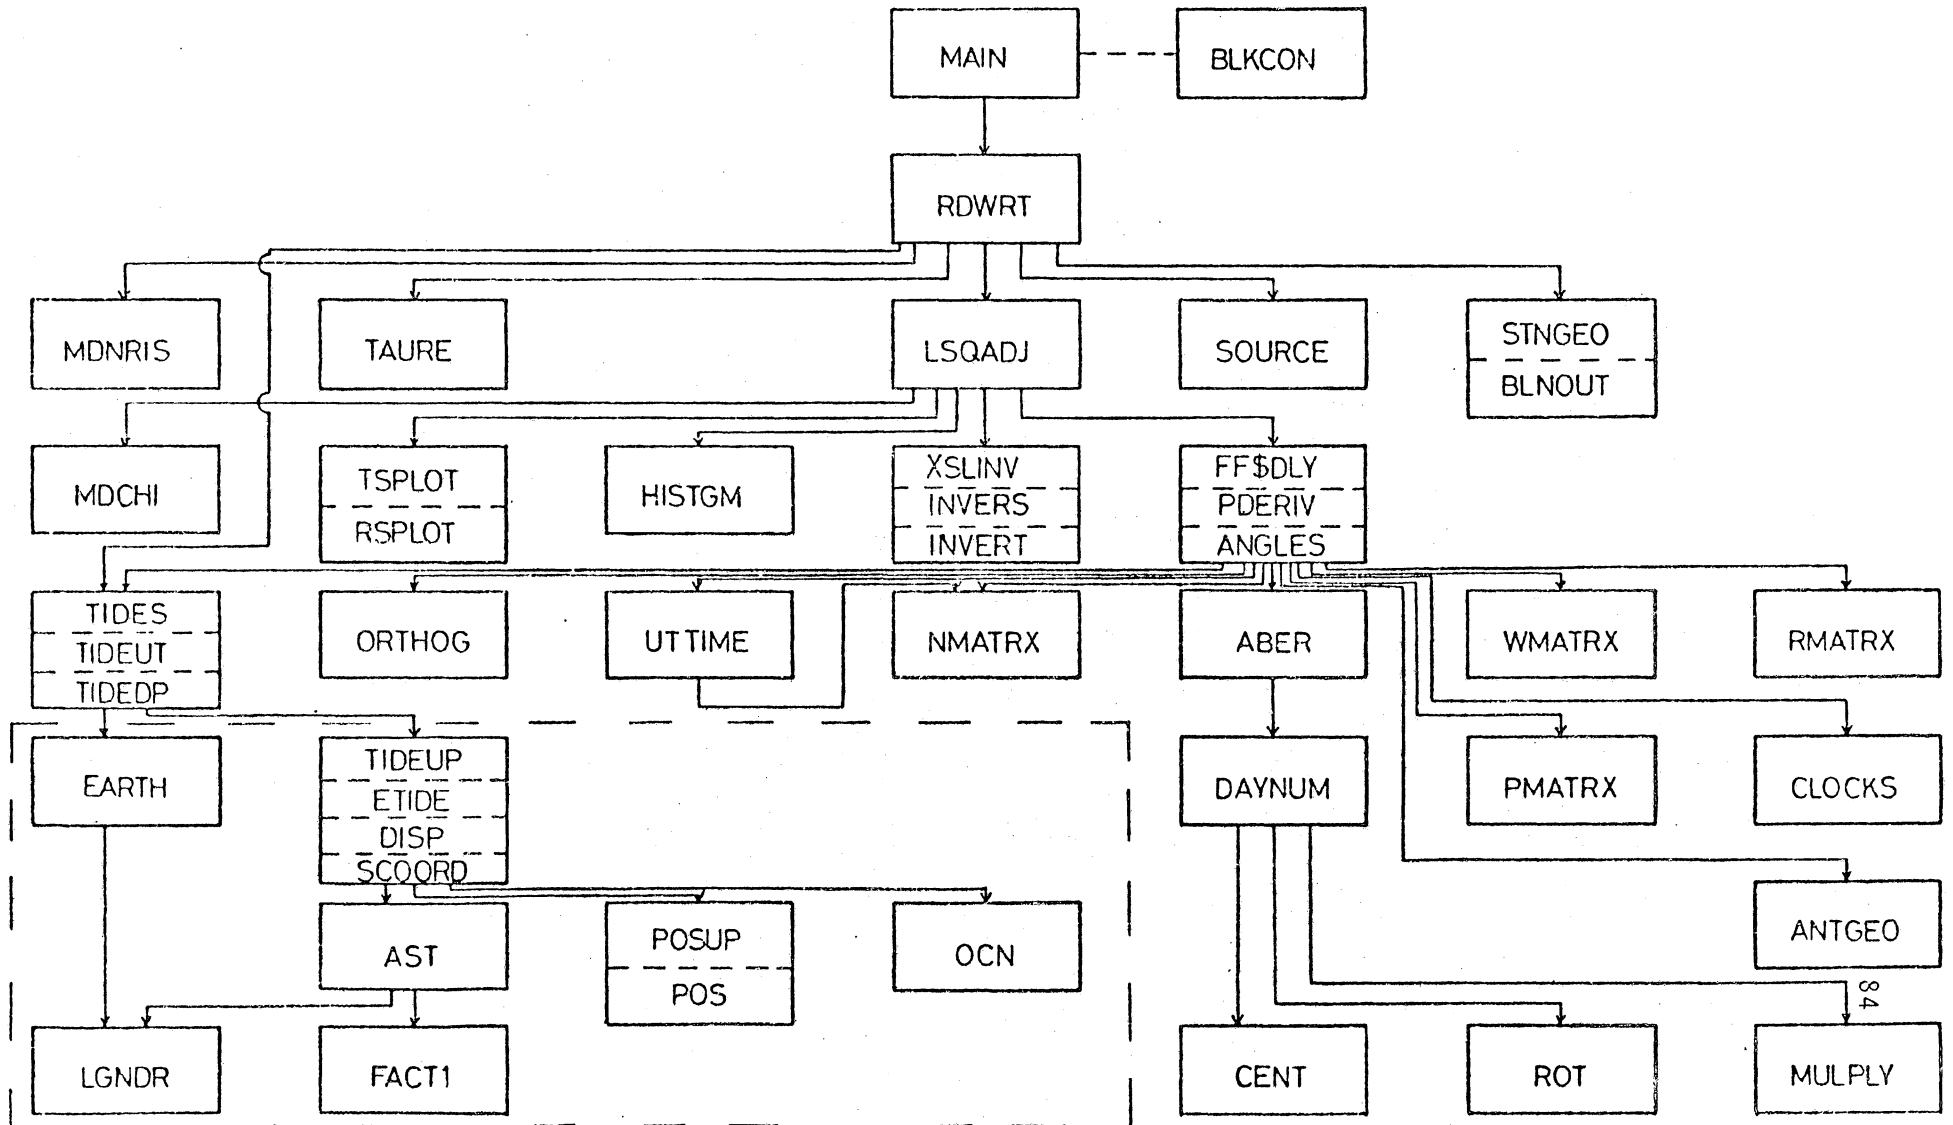 MAIN
BLKCON
RDWRT
MDNRIS
TAURE
LSQADJ
SOURCE
STNGEO
BLNOUT
MDCHI
TSPLOT
RSPLOT
HISTGM
XSLINV
INVERS
INVERT
FF$DLY
PDERIV
ANGLES
TIDES
TIDEUT
TIDEDP
ORTHOG
UTTIME
NMATRX
ABER
WMATRX
RMATRX
EARTH
TIDEUP
ETIDE
DISP
SCOORD
DAYNUM
PMATRX
CLOCKS
AST
POSUP
POS
OCN
ANTGEO
84
LGNDR
FACT1
CENT
ROT
MULPLY